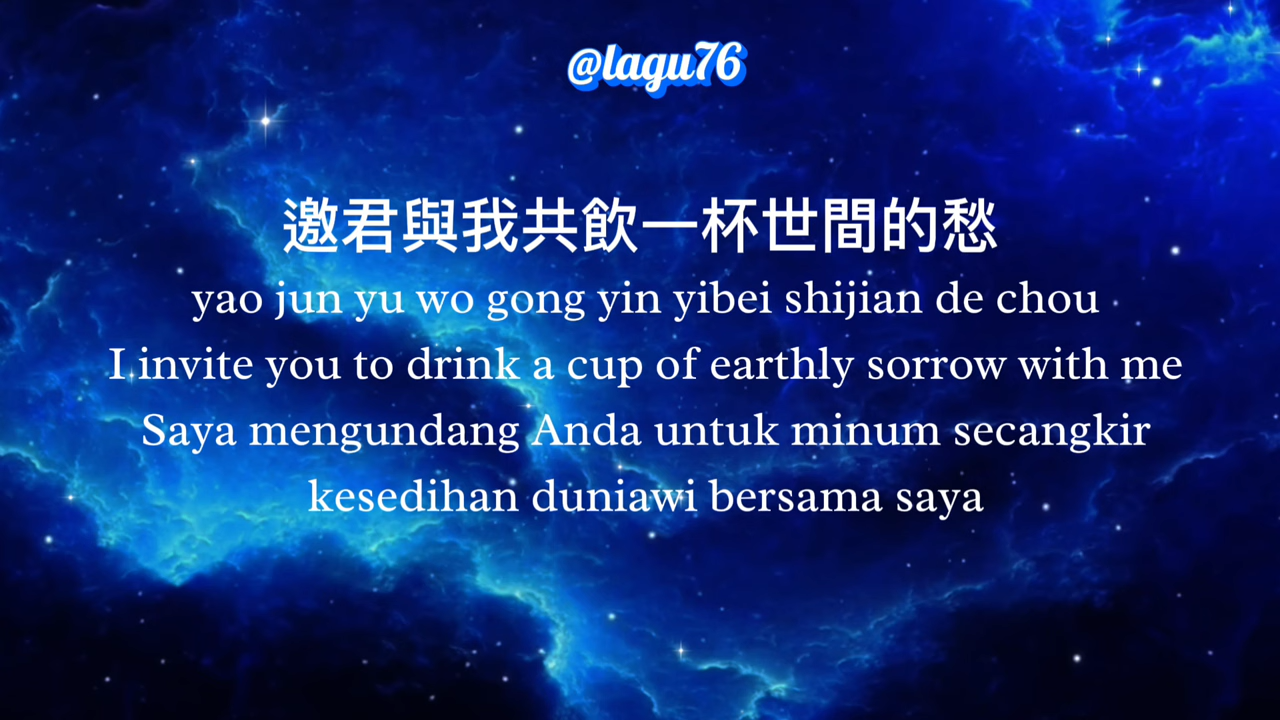 @lagu76
邀君與我共飲一杯世間的愁
yao jun yu wo gong yin yibei shijian de chou
I invite you to drink a cup of earthly sorrow with me
Saya mengundang Anda untuk minum secangkir
kesedihan duniawi bersama saya